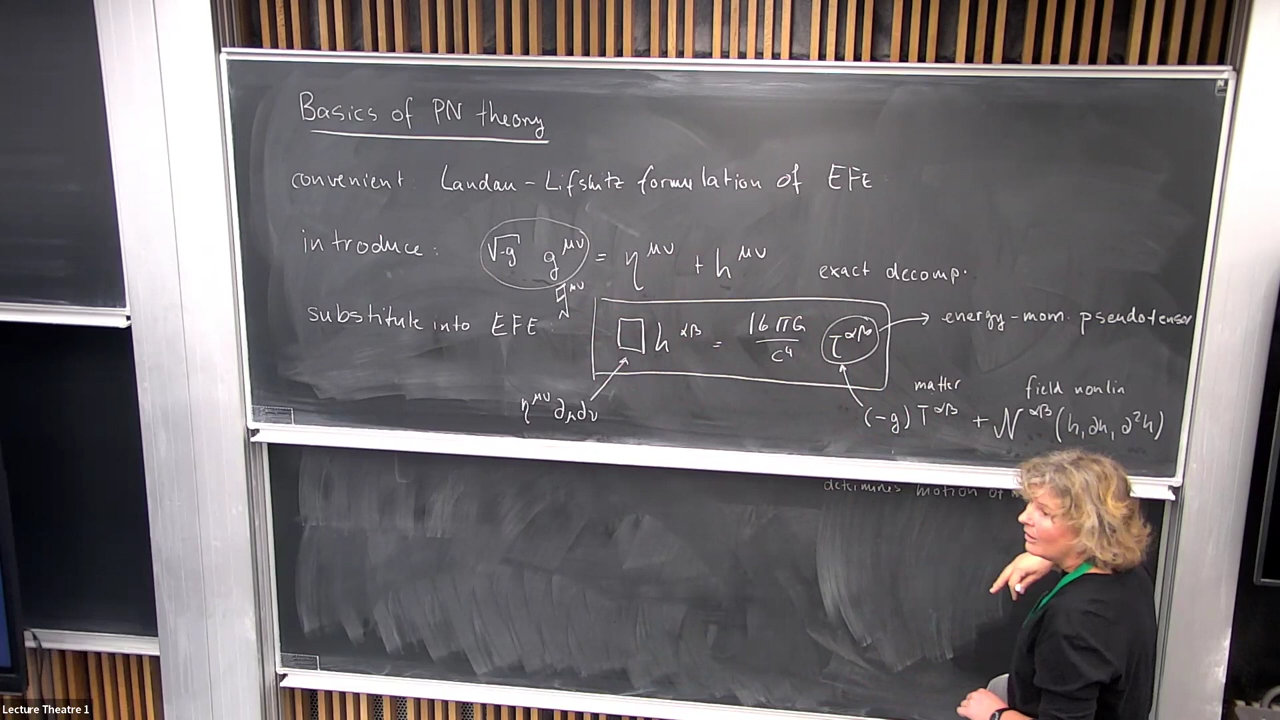 Basics of PN theory
convenient: Landau-Lifshitz formulation of EFE
introduce: √-g g^μν = η^μν + h^μν exact decomp.
𝔤^μν
substitute into EFE: □ h^αβ = 16πG/c⁴ τ^αβ → energy-mom. pseudotensor
η^μν ∂μ∂ν
matter field nonlin
(-g) T^αβ + N^αβ (h, ∂h, ∂²h)
determines motion of
Lecture Theatre 1